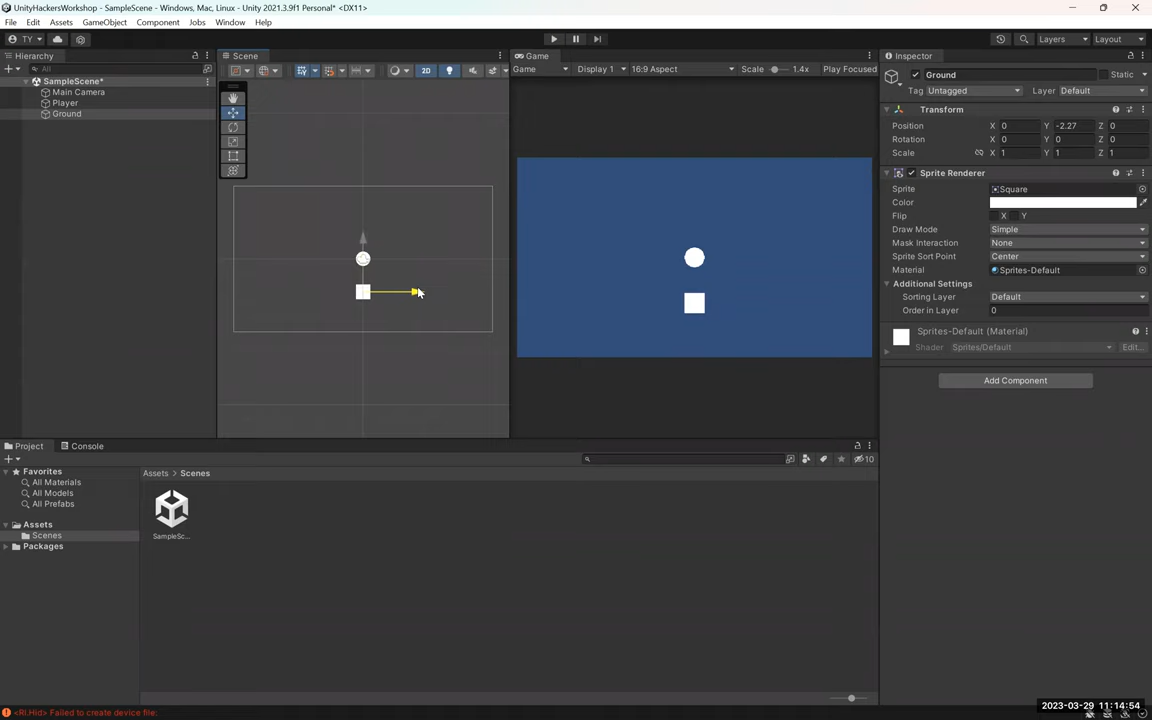 UnityHackersWorkshop - SampleScene - Windows, Mac, Linux - Unity 2021.3.9f1 Personal* <DX11>
File Edit Assets GameObject Component Jobs Window Help
TY Layers Layout
Hierarchy
All
SampleScene*
Main Camera
Player
Ground
Scene
2D
Game
Game Display 1 16:9 Aspect Scale 1.4x Play Focused
Inspector
Ground Static
Tag Untagged Layer Default
Transform
Position X 0 Y -2.27 Z 0
Rotation X 0 Y 0 Z 0
Scale X 1 Y 1 Z 1
Sprite Renderer
Sprite Square
Color
Flip X Y
Draw Mode Simple
Mask Interaction None
Sprite Sort Point Center
Material Sprites-Default
Additional Settings
Sorting Layer Default
Order in Layer 0
Sprites-Default (Material)
Shader Sprites/Default Edit...
Add Component
Project Console
10
Favorites
All Materials
All Models
All Prefabs
Assets
Scenes
Packages
Assets > Scenes
SampleSc...
<RI.Hid> Failed to create device file:
2023-03-29 11:14:54